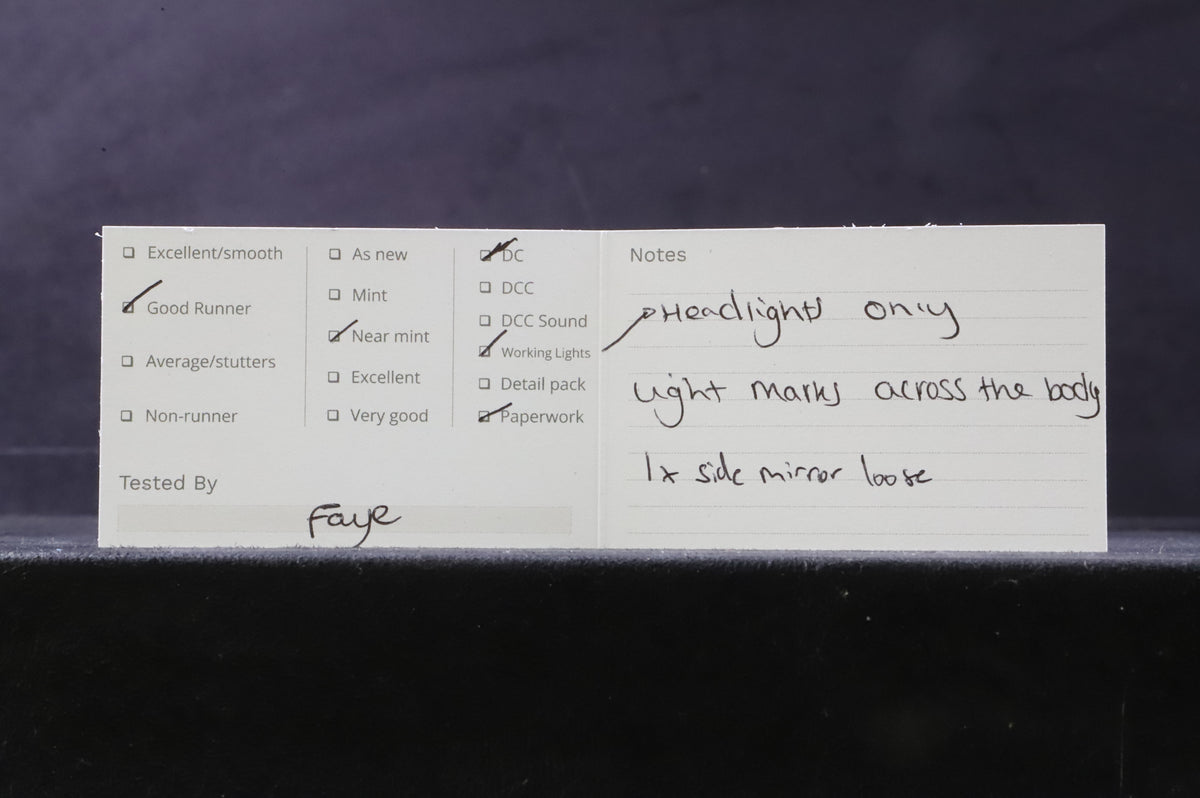 Excellent/smooth
Good Runner
Average/stutters
Non-runner
As new
Mint
Near mint
Excellent
Very good
DC
DCC
DCC Sound
Working Lights
Detail pack
Paperwork
Tested By
Faye
Notes
Headlights only
Light marks across the body
1x side mirror loose